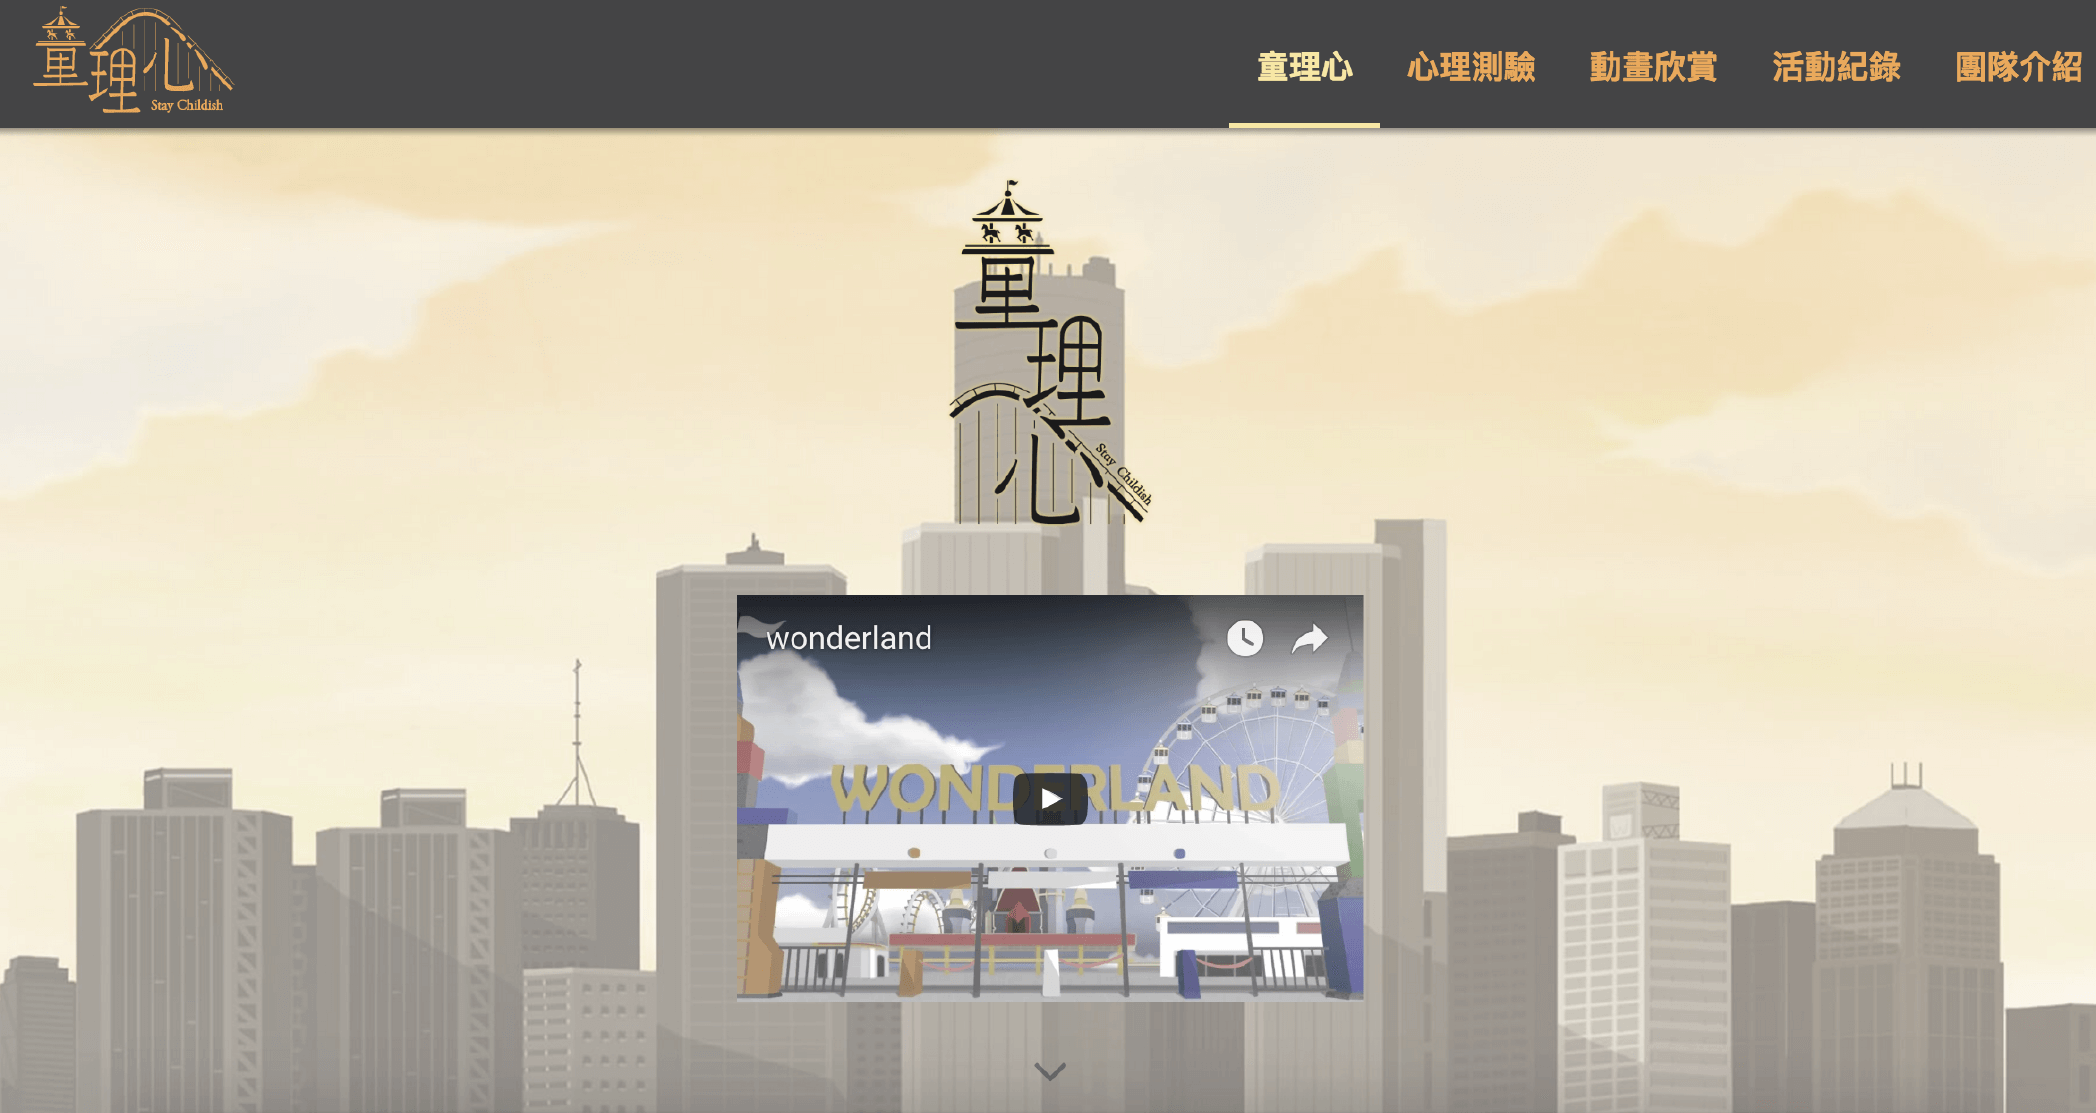 童理心
Stay Childish
童理心
心理測驗
動畫欣賞
活動紀錄
團隊介紹
童理心
Stay Childish
wonderland
WONDERLAND